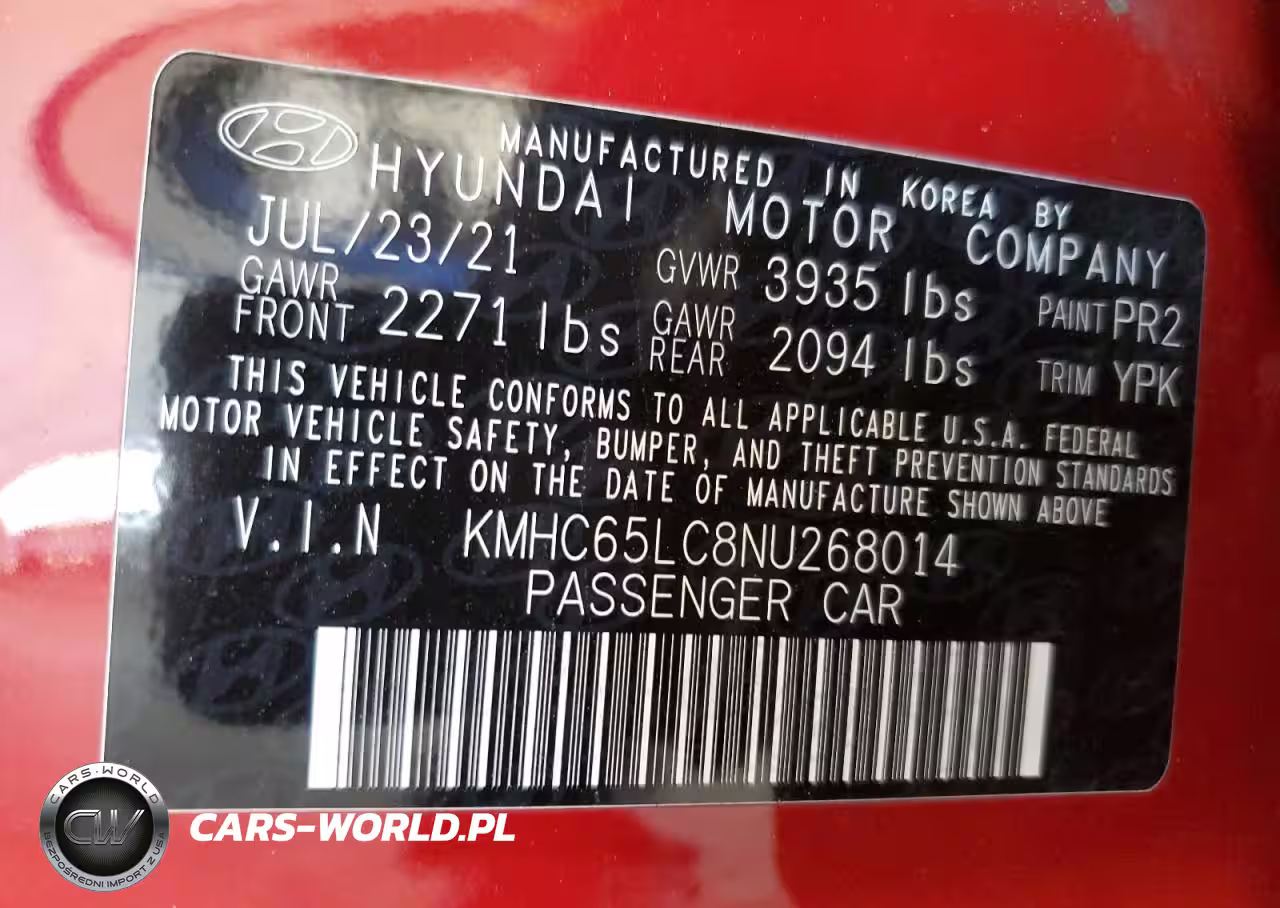 MANUFACTURED IN KOREA BY
HYUNDAI MOTOR COMPANY
JUL/23/21 GVWR 3935 lbs PAINT PR2
GAWR FRONT 2271 lbs GAWR REAR 2094 lbs TRIM YPK
THIS VEHICLE CONFORMS TO ALL APPLICABLE U.S.A. FEDERAL
MOTOR VEHICLE SAFETY, BUMPER, AND THEFT PREVENTION STANDARDS
IN EFFECT ON THE DATE OF MANUFACTURE SHOWN ABOVE
V.I.N KMHC65LC8NU268014
PASSENGER CAR
CARS-WORLD
CW
BEZPOŚREDNI IMPORT Z USA
CARS-WORLD.PL